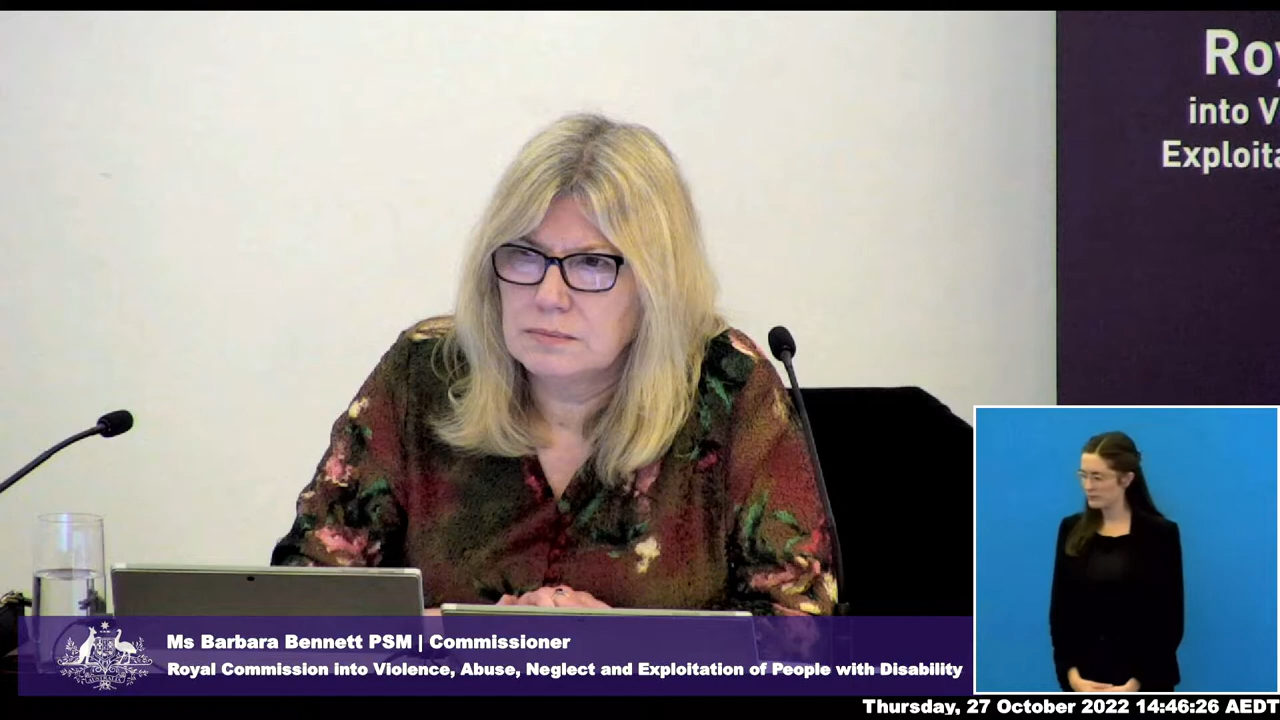 Roy
into V
Exploita
Ms Barbara Bennett PSM | Commissioner
Royal Commission into Violence, Abuse, Neglect and Exploitation of People with Disability
Thursday, 27 October 2022 14:46:26 AEDT